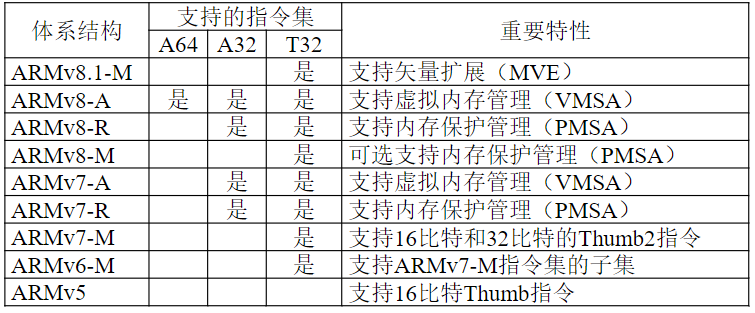 体系结构 支持的指令集 重要特性
A64 A32 T32
ARMv8.1-M 是 支持矢量扩展（MVE）
ARMv8-A 是 是 是 支持虚拟内存管理（VMSA）
ARMv8-R 是 是 支持内存保护管理（PMSA）
ARMv8-M 是 可选支持内存保护管理（PMSA）
ARMv7-A 是 是 支持虚拟内存管理（VMSA）
ARMv7-R 是 是 支持内存保护管理（PMSA）
ARMv7-M 是 支持16比特和32比特的Thumb2指令
ARMv6-M 是 支持ARMv7-M指令集的子集
ARMv5 支持16比特Thumb指令